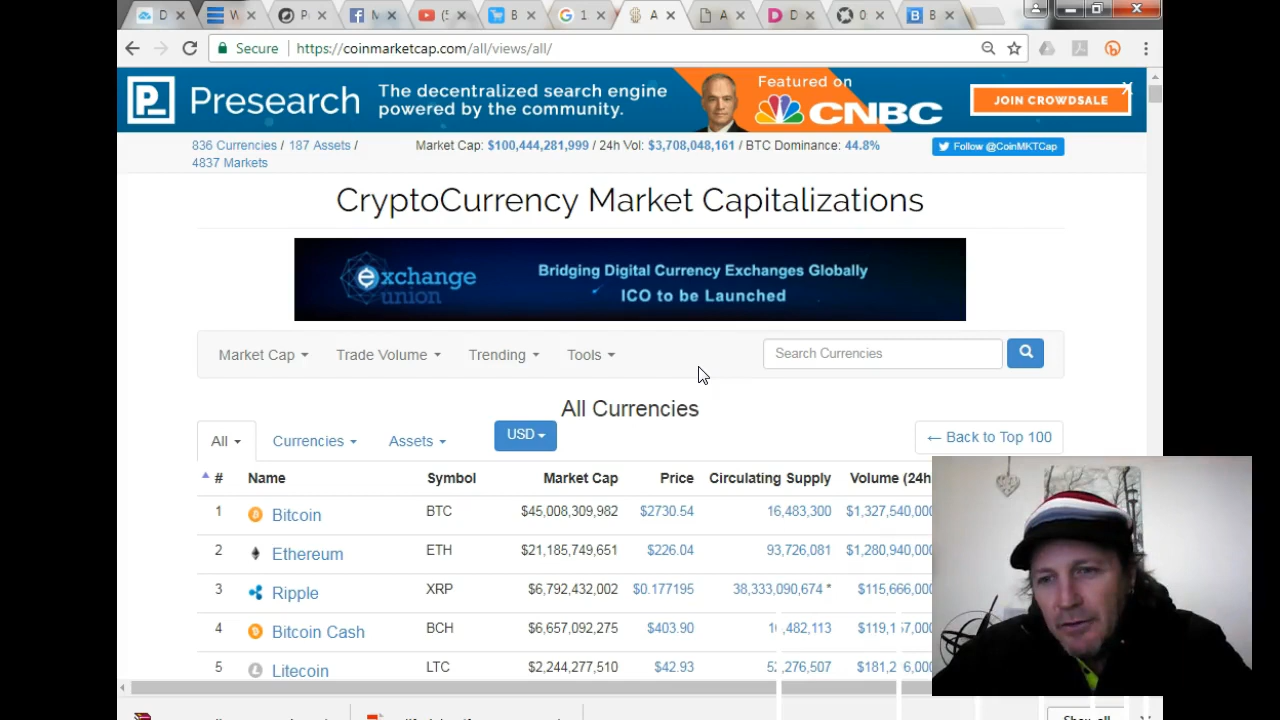 D
W
P
F M
(5
B
G 1
A
A
D D
O
B B
Secure https://coinmarketcap.com/all/views/all/
Presearch
The decentralized search engine
powered by the community.
Featured on
CNBC
JOIN CROWDSALE
836 Currencies / 187 Assets /
4837 Markets
Market Cap: $100,444,281,999 / 24h Vol: $3,708,048,161 / BTC Dominance: 44.8%
Follow @CoinMKTCap
CryptoCurrency Market Capitalizations
exchange
union
Bridging Digital Currency Exchanges Globally
ICO to be Launched
Market Cap Trade Volume Trending Tools Search Currencies
All Currencies
All Currencies Assets USD ← Back to Top 100
# Name Symbol Market Cap Price Circulating Supply Volume (24h
1 Bitcoin BTC $45,008,309,982 $2730.54 16,483,300 $1,327,540,000
2 Ethereum ETH $21,185,749,651 $226.04 93,726,081 $1,280,940,000
3 Ripple XRP $6,792,432,002 $0.177195 38,333,090,674 * $115,666,000
4 Bitcoin Cash BCH $6,657,092,275 $403.90
5 Litecoin LTC $2,244,277,510 $42.93
Show all